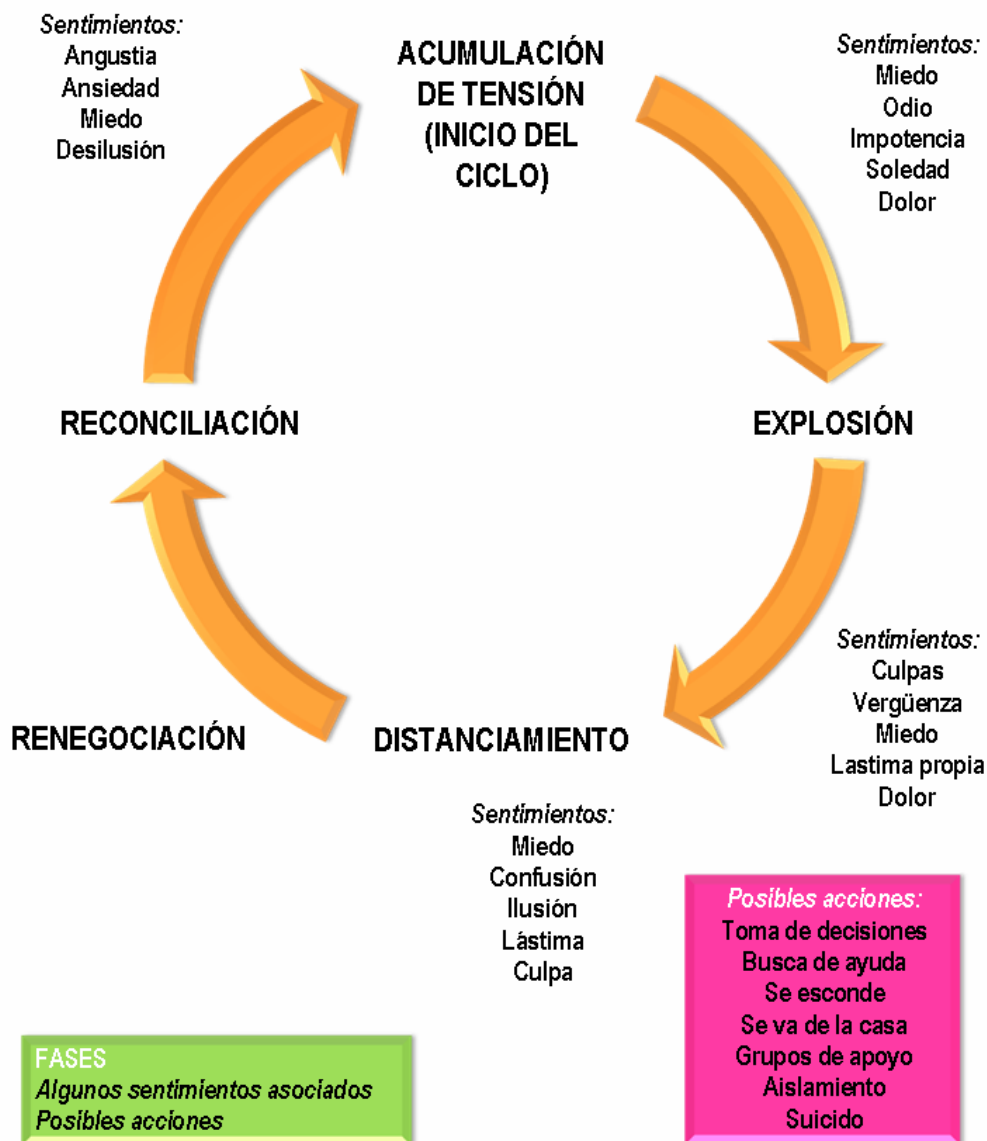 Sentimientos:
Angustia
Ansiedad
Miedo
Desilusión
ACUMULACIÓN
DE TENSIÓN
(INICIO DEL
CICLO)
Sentimientos:
Miedo
Odio
Impotencia
Soledad
Dolor
RECONCILIACIÓN
EXPLOSIÓN
Sentimientos:
Culpas
Vergüenza
Miedo
Lastima propia
Dolor
RENEGOCIACIÓN
DISTANCIAMIENTO
Sentimientos:
Miedo
Confusión
Ilusión
Lástima
Culpa
Posibles acciones:
Toma de decisiones
Busca de ayuda
Se esconde
Se va de la casa
Grupos de apoyo
Aislamiento
Suicido
FASES
Algunos sentimientos asociados
Posibles acciones